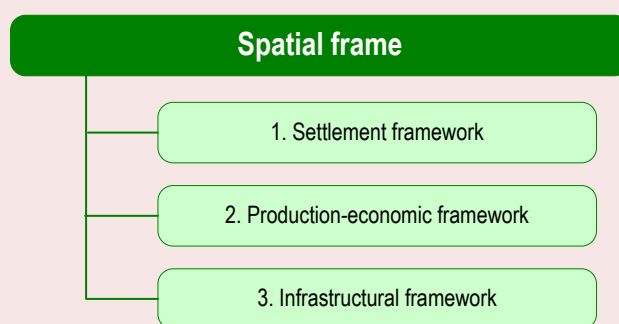 Spatial frame
1. Settlement framework
2. Production-economic framework
3. Infrastructural framework